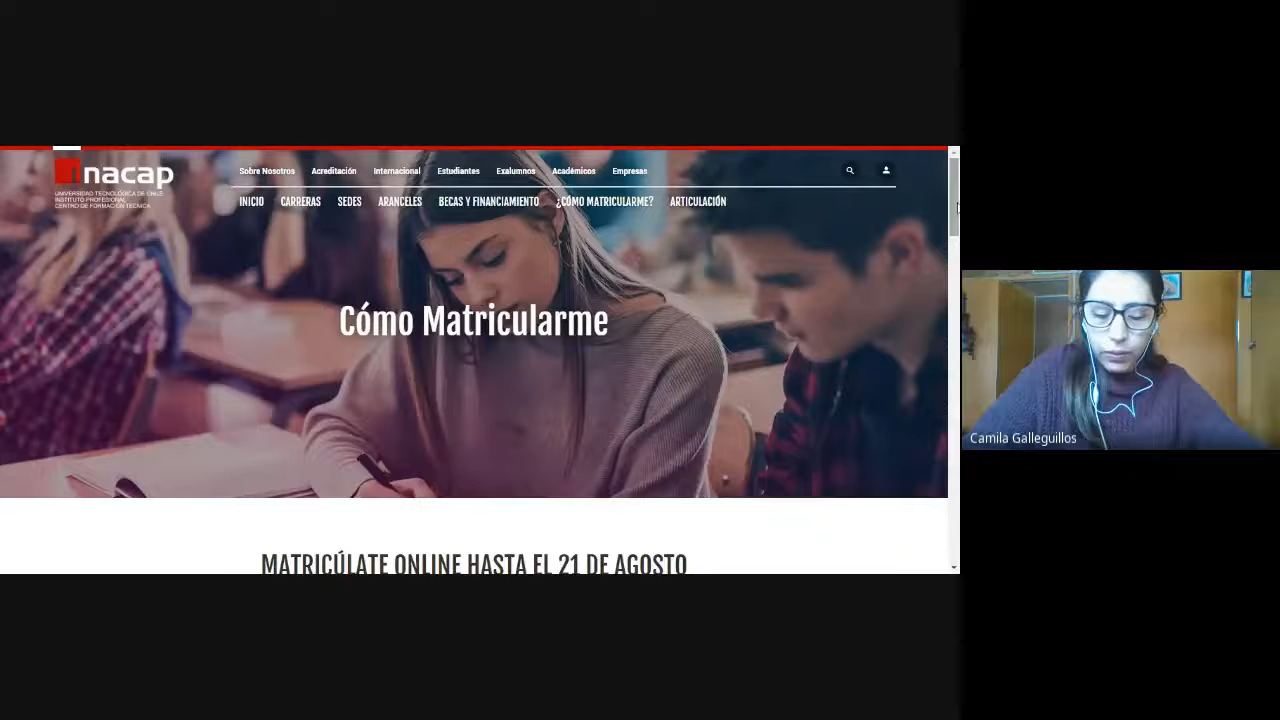 inacap
UNIVERSIDAD TECNOLÓGICA DE CHILE
INSTITUTO PROFESIONAL
CENTRO DE FORMACIÓN TÉCNICA
Sobre Nosotros Acreditación Internacional Estudiantes Exalumnos Académicos Empresas
INICIO CARRERAS SEDES ARANCELES BECAS Y FINANCIAMIENTO ¿CÓMO MATRICULARME? ARTICULACIÓN
Cómo Matricularme
MATRICÚLATE ONLINE HASTA EL 21 DE AGOSTO
Camila Galleguillos